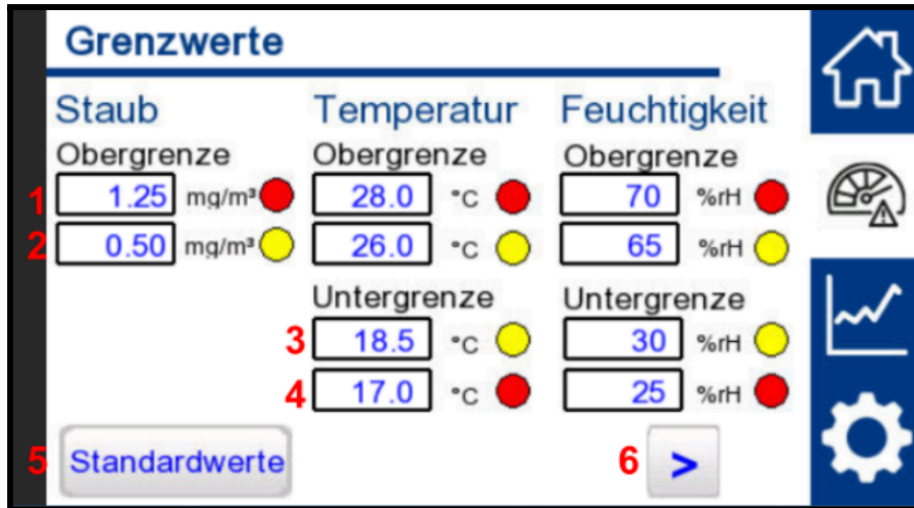 Grenzwerte
Staub Temperatur Feuchtigkeit
Obergrenze Obergrenze Obergrenze
1 1.25 mg/m³ 28.0 °C 70 %rH
2 0.50 mg/m³ 26.0 °C 65 %rH
Untergrenze Untergrenze
3 18.5 °C 30 %rH
4 17.0 °C 25 %rH
5 Standardwerte 6 >